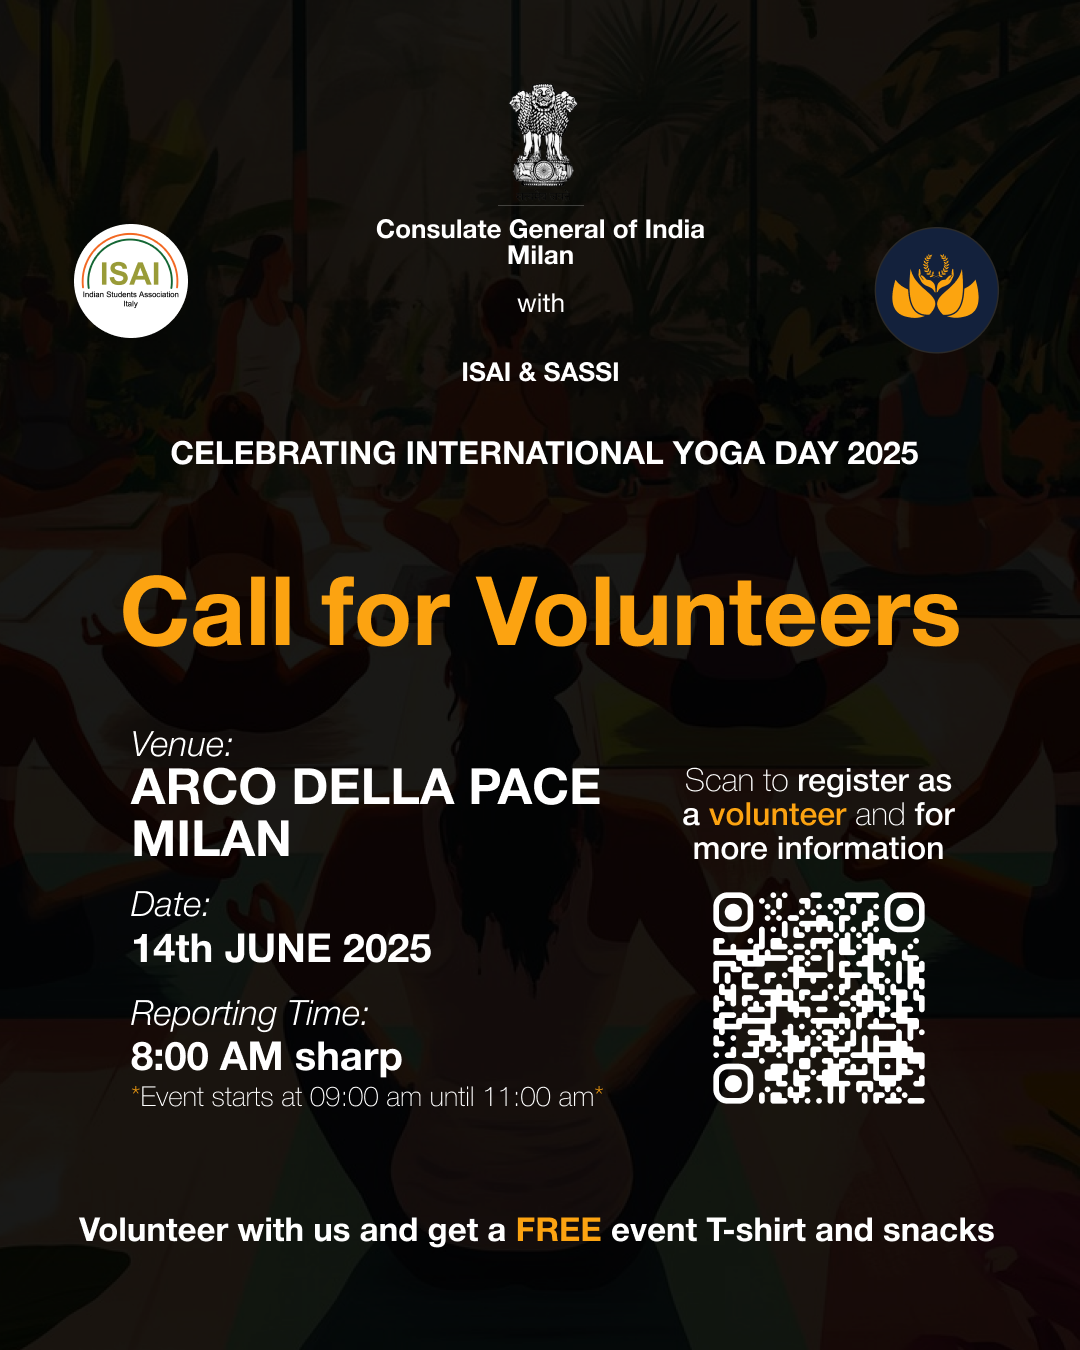 Consulate General of India
Milan
ISAI
Indian Students Association
Italy
with
ISAI & SASSI
CELEBRATING INTERNATIONAL YOGA DAY 2025
Call for Volunteers
Venue:
ARCO DELLA PACE
MILAN
Date:
14th JUNE 2025
Reporting Time:
8:00 AM sharp
*Event starts at 09:00 am until 11:00 am*
Scan to register as
a volunteer and for
more information
Volunteer with us and get a FREE event T-shirt and snacks